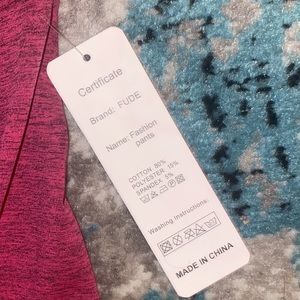 Certificate
Brand: FUDE
Name: Fashion
pants
COTTON 80%
POLYESTER 15%
SPANDEX 5%
Washing Instructions:
MADE IN CHINA